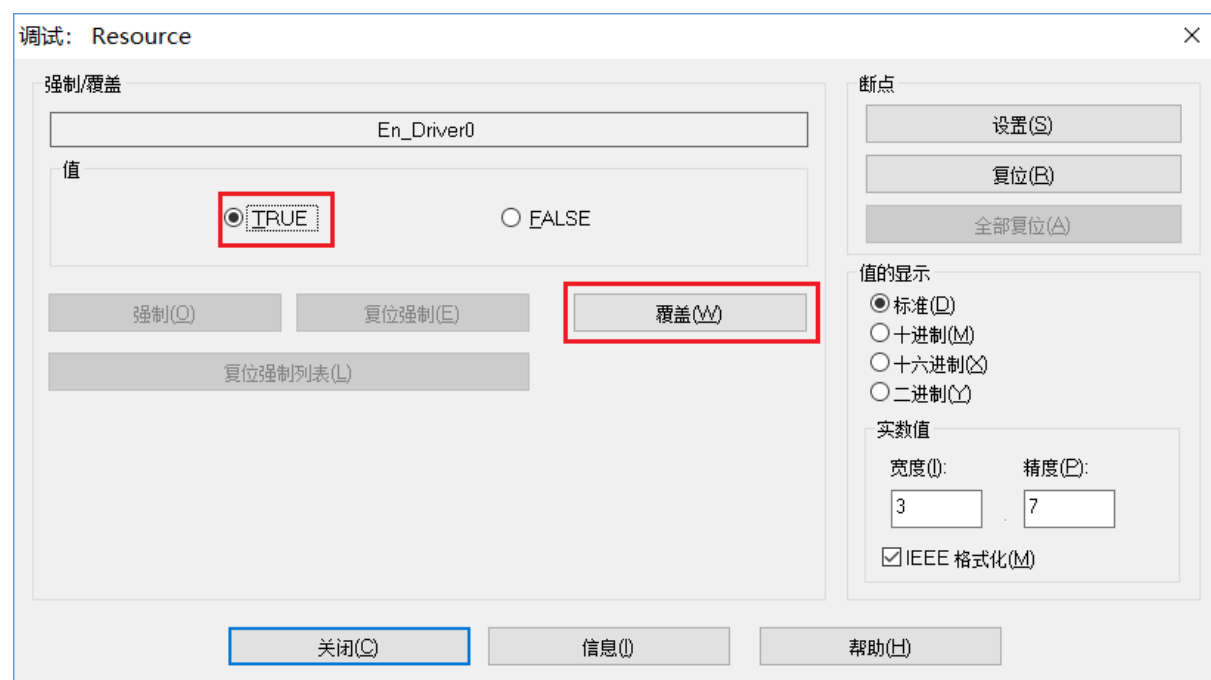 调试: Resource
强制/覆盖
En_Driver0
值
TRUE
FALSE
强制(O)
复位强制(E)
覆盖(W)
复位强制列表(L)
断点
设置(S)
复位(R)
全部复位(A)
值的显示
标准(D)
十进制(M)
十六进制(X)
二进制(Y)
实数值
宽度(I):
精度(P):
3
.
7
IEEE 格式化(M)
关闭(C)
信息(I)
帮助(H)